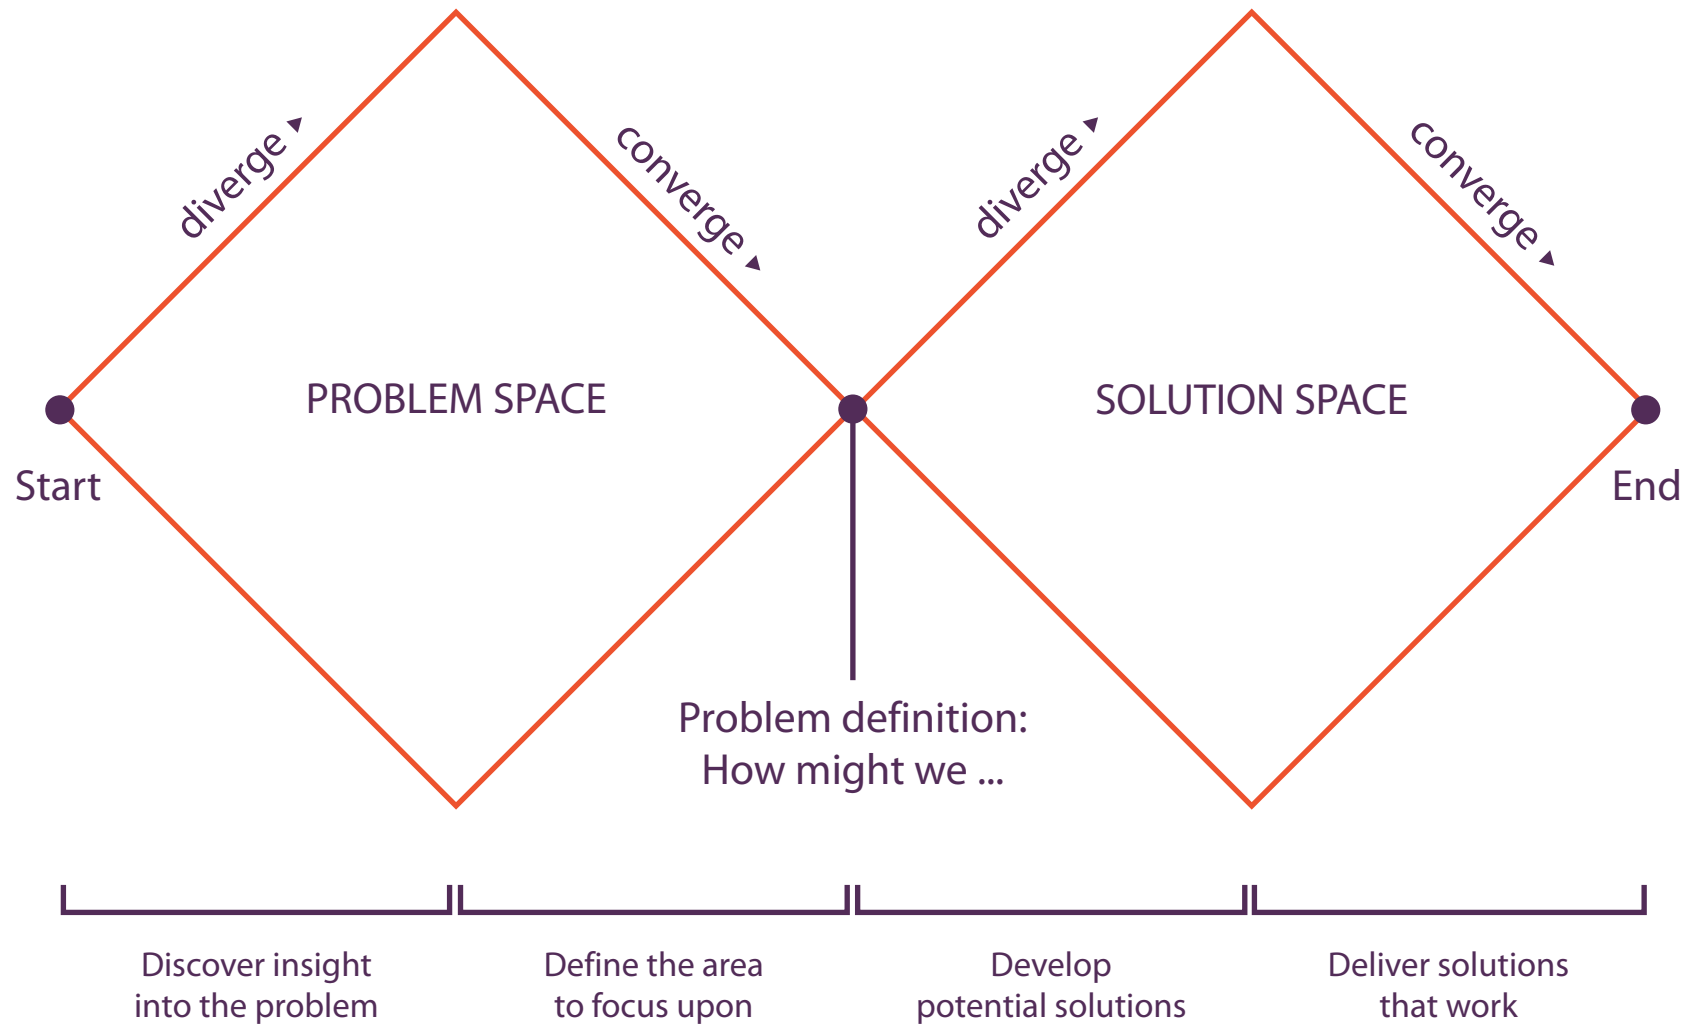 diverge
converge
diverge
converge
PROBLEM SPACE
SOLUTION SPACE
Start
End
Problem definition:
How might we ...
Discover insight
into the problem
Define the area
to focus upon
Develop
potential solutions
Deliver solutions
that work